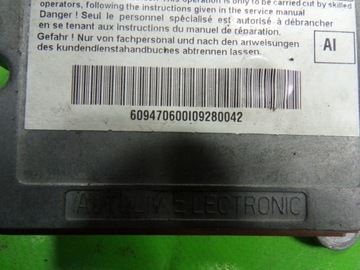 operators, following the instructions given in the service manual
Danger ! Seul le personnel spécialisé est autorisé à débrancher
en se tenant aux instructions du manuel de réparation.
Gefahr ! Nur von fachpersonal und nach den anweisungen
des kundendiensthandbuches abtrennen lassen.
AI
609470600I09280042
AUTOLIV ELECTRONIC